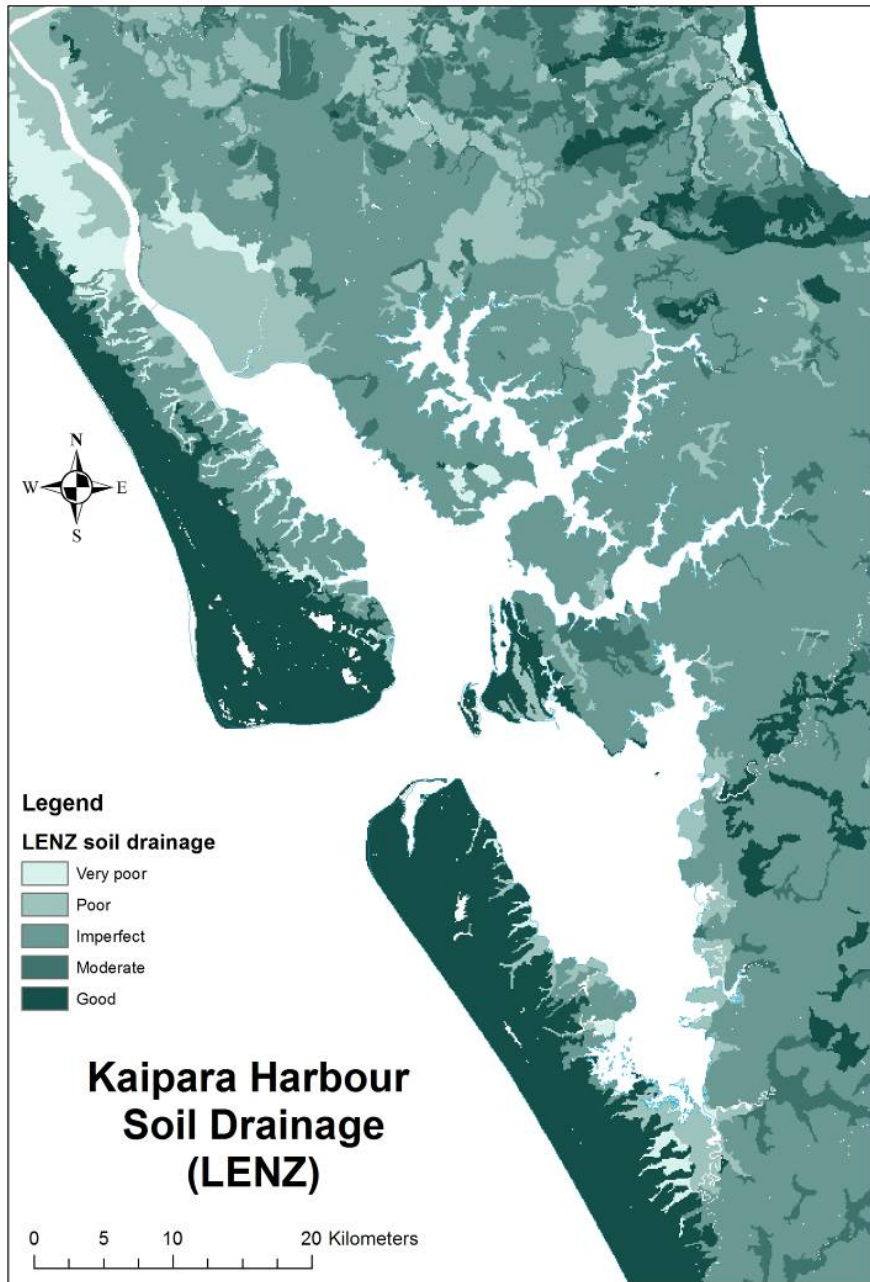 N
W E
S
Legend
LENZ soil drainage
Very poor
Poor
Imperfect
Moderate
Good
Kaipara Harbour
Soil Drainage
(LENZ)
0 5 10 20 Kilometers